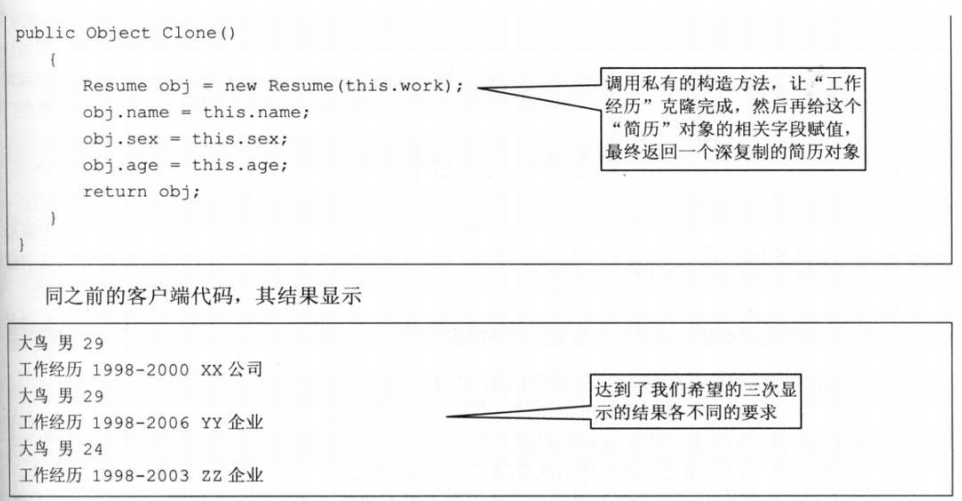 public Object Clone()
{
Resume obj = new Resume(this.work);
obj.name = this.name;
obj.sex = this.sex;
obj.age = this.age;
return obj;
}
}
调用私有的构造方法，让“工作
经历”克隆完成，然后再给这个
“简历”对象的相关字段赋值，
最终返回一个深复制的简历对象
同之前的客户端代码，其结果显示
大鸟 男 29
工作经历 1998-2000 XX 公司
大鸟 男 29
工作经历 1998-2006 YY 企业
大鸟 男 24
工作经历 1998-2003 ZZ 企业
达到了我们希望的三次显
示的结果各不同的要求